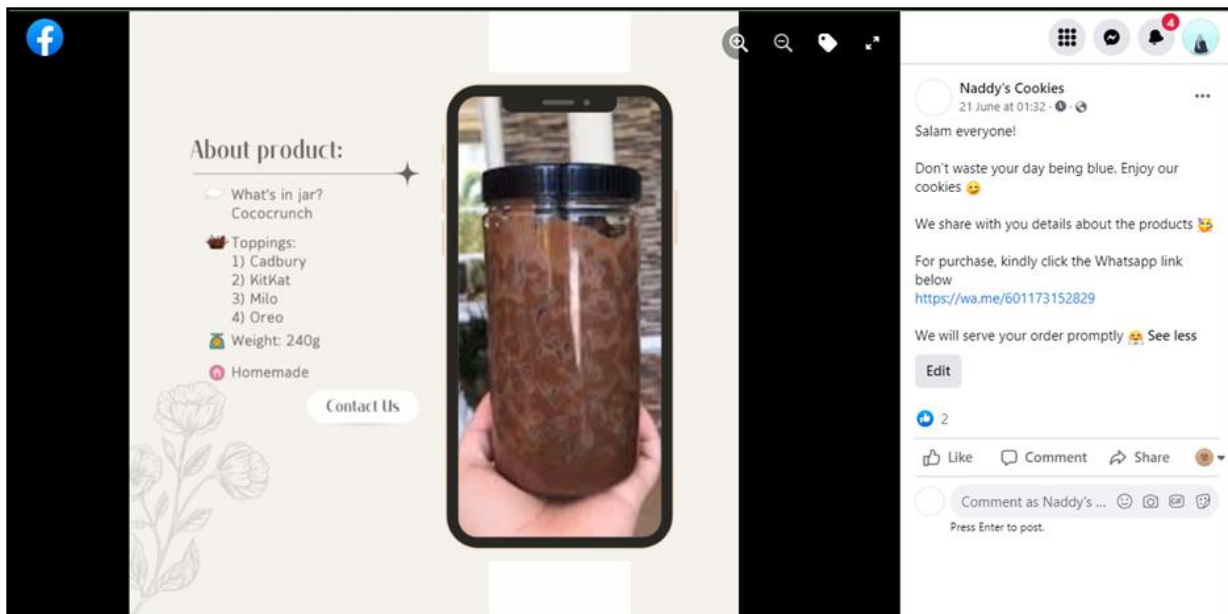 About product:
What's in jar?
Cococrunch
Toppings:
1) Cadbury
2) KitKat
3) Milo
4) Oreo
Weight: 240g
Homemade
Contact Us
4
Naddy's Cookies
21 June at 01:32 ·
Salam everyone!
Don't waste your day being blue. Enjoy our
cookies 😋
We share with you details about the products 🥰
For purchase, kindly click the Whatsapp link
below
https://wa.me/601173152829
We will serve your order promptly 🤗 See less
Edit
2
Like Comment Share
Comment as Naddy's ...
GIF
Press Enter to post.